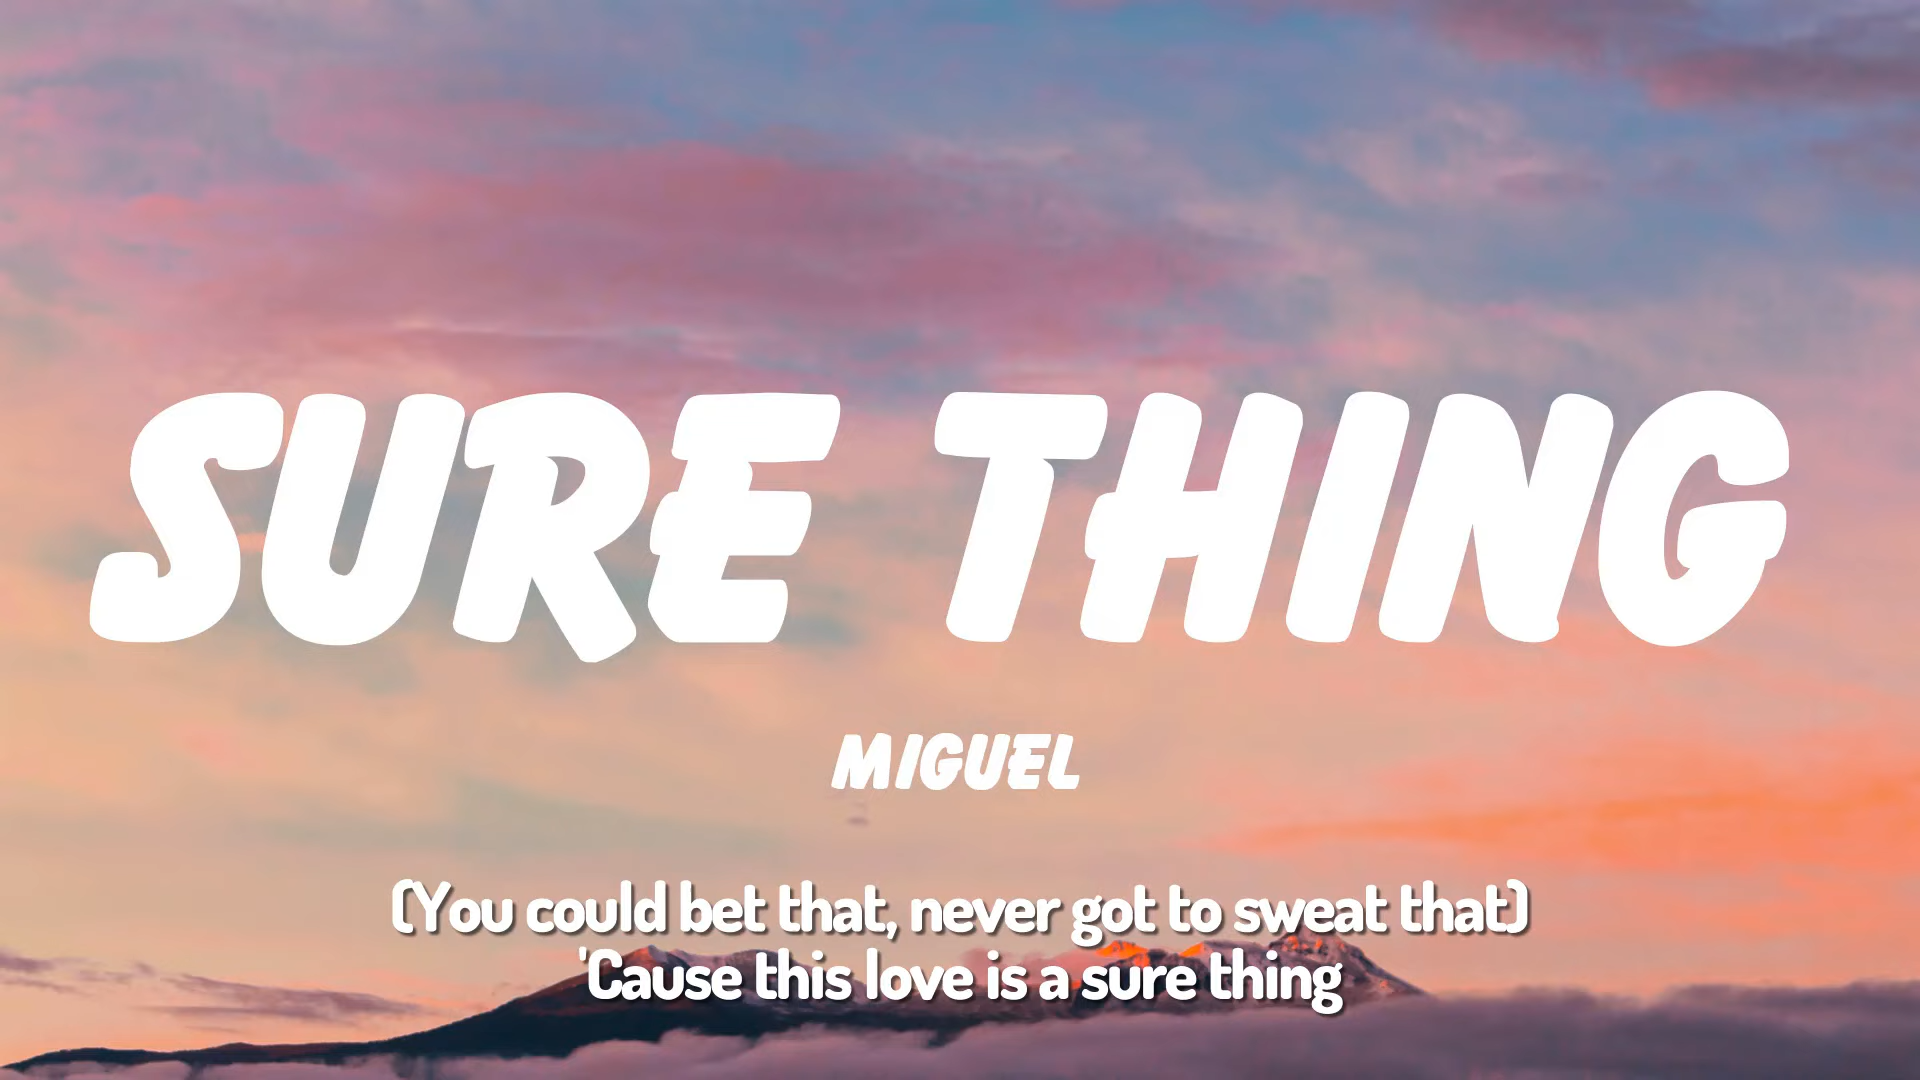 SURE THING
MIGUEL
(You could bet that, never got to sweat that)
'Cause this love is a sure thing